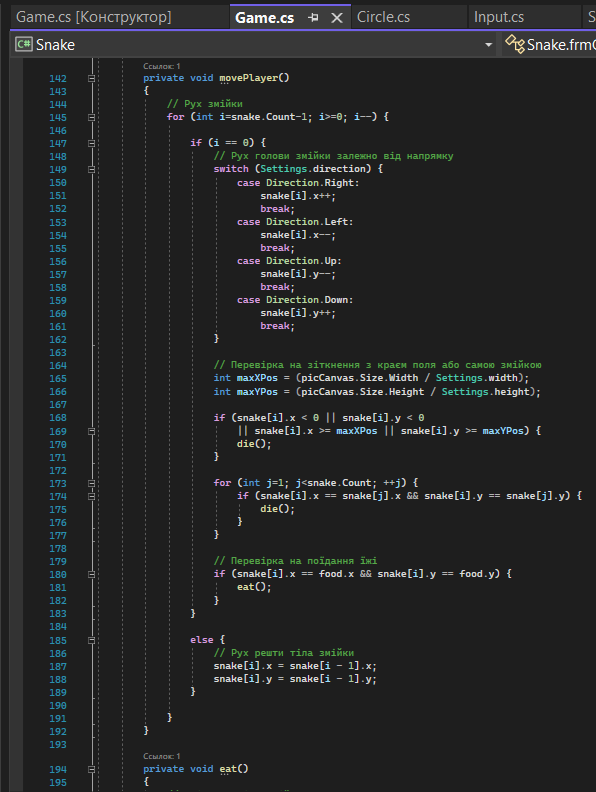 Game.cs [Конструктор]
Game.cs
Circle.cs
Input.cs
S
C# Snake
Snake.frmG
Ссылок: 1
142 private void movePlayer()
143 {
144 // Рух змійки
145 for (int i=snake.Count-1; i>=0; i--) {
146
147 if (i == 0) {
148 // Рух голови змійки залежно від напрямку
149 switch (Settings.direction) {
150 case Direction.Right:
151 snake[i].x++;
152 break;
153 case Direction.Left:
154 snake[i].x--;
155 break;
156 case Direction.Up:
157 snake[i].y--;
158 break;
159 case Direction.Down:
160 snake[i].y++;
161 break;
162 }
163
164 // Перевірка на зіткнення з краєм поля або самою змійкою
165 int maxXPos = (picCanvas.Size.Width / Settings.width);
166 int maxYPos = (picCanvas.Size.Height / Settings.height);
167
168 if (snake[i].x < 0 || snake[i].y < 0
169 || snake[i].x >= maxXPos || snake[i].y >= maxYPos) {
170 die();
171 }
172
173 for (int j=1; j<snake.Count; ++j) {
174 if (snake[i].x == snake[j].x && snake[i].y == snake[j].y) {
175 die();
176 }
177 }
178
179 // Перевірка на поїдання їжі
180 if (snake[i].x == food.x && snake[i].y == food.y) {
181 eat();
182 }
183 }
184
185 else {
186 // Рух решти тіла змійки
187 snake[i].x = snake[i - 1].x;
188 snake[i].y = snake[i - 1].y;
189 }
190
191 }
192 }
193
Ссылок: 1
194 private void eat()
195 {